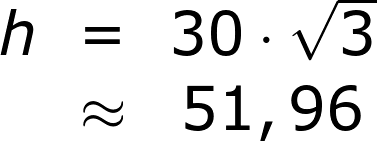 h = 30 · √3
≈ 51,96